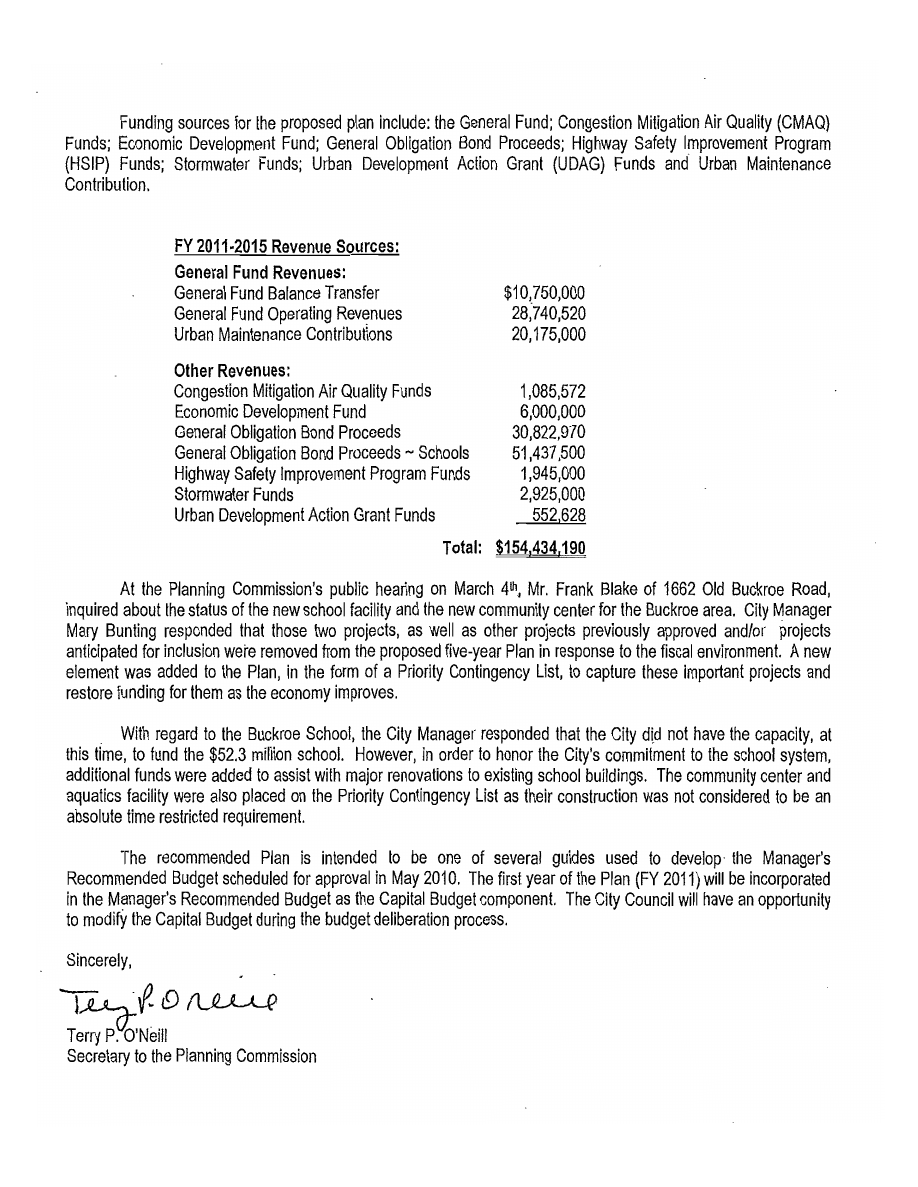 Funding sources for the proposed plan include: the General Fund; Congestion Mitigation Air Quality (CMAQ)
Funds; Economic Development Fund; General Obligation Bond Proceeds; Highway Safety Improvement Program
(HSIP) Funds; Stormwater Funds; Urban Development Action Grant (UDAG) Funds and Urban Maintenance
Contribution.
FY 2011-2015 Revenue Sources:
General Fund Revenues:
General Fund Balance Transfer $10,750,000
General Fund Operating Revenues 28,740,520
Urban Maintenance Contributions 20,175,000
Other Revenues:
Congestion Mitigation Air Quality Funds 1,085,572
Economic Development Fund 6,000,000
General Obligation Bond Proceeds 30,822,970
General Obligation Bond Proceeds ~ Schools 51,437,500
Highway Safety Improvement Program Funds 1,945,000
Stormwater Funds 2,925,000
Urban Development Action Grant Funds 552,628
Total: $154,434,190
At the Planning Commission's public hearing on March 4th, Mr. Frank Blake of 1662 Old Buckroe Road,
inquired about the status of the new school facility and the new community center for the Buckroe area. City Manager
Mary Bunting responded that those two projects, as well as other projects previously approved and/or projects
anticipated for inclusion were removed from the proposed five-year Plan in response to the fiscal environment. A new
element was added to the Plan, in the form of a Priority Contingency List, to capture these important projects and
restore funding for them as the economy improves.
With regard to the Buckroe School, the City Manager responded that the City did not have the capacity, at
this time, to fund the $52.3 million school. However, in order to honor the City's commitment to the school system,
additional funds were added to assist with major renovations to existing school buildings. The community center and
aquatics facility were also placed on the Priority Contingency List as their construction was not considered to be an
absolute time restricted requirement.
The recommended Plan is intended to be one of several guides used to develop the Manager's
Recommended Budget scheduled for approval in May 2010. The first year of the Plan (FY 2011) will be incorporated
in the Manager's Recommended Budget as the Capital Budget component. The City Council will have an opportunity
to modify the Capital Budget during the budget deliberation process.
Sincerely,
Terry P. O'Neill
Terry P. O'Neill
Secretary to the Planning Commission